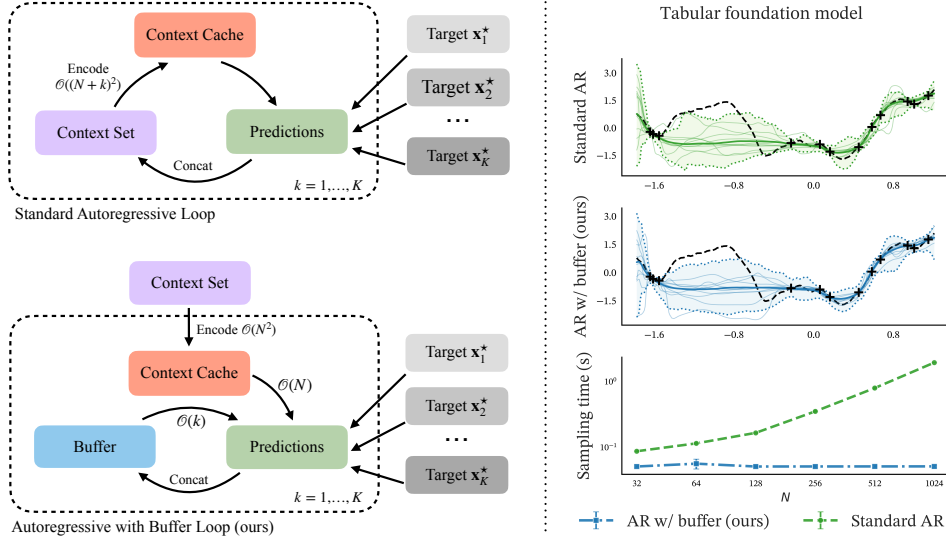 Context Cache
Encode
𝒪((N + k)²)
Context Set
Predictions
Concat
k = 1,…, K
Target x₁*
Target x₂*
...
Target x_K*
Standard Autoregressive Loop
Context Set
Encode 𝒪(N²)
Context Cache
𝒪(N)
𝒪(k)
Buffer
Predictions
Concat
k = 1,…, K
Target x₁*
Target x₂*
...
Target x_K*
Autoregressive with Buffer Loop (ours)
Tabular foundation model
Standard AR
3.0
1.5
0.0
−1.5
−1.6 −0.8 0.0 0.8
AR w/ buffer (ours)
3.0
1.5
0.0
−1.5
−1.6 −0.8 0.0 0.8
Sampling time (s)
10⁰
10⁻¹
32 64 128 256 512 1024
N
AR w/ buffer (ours) Standard AR